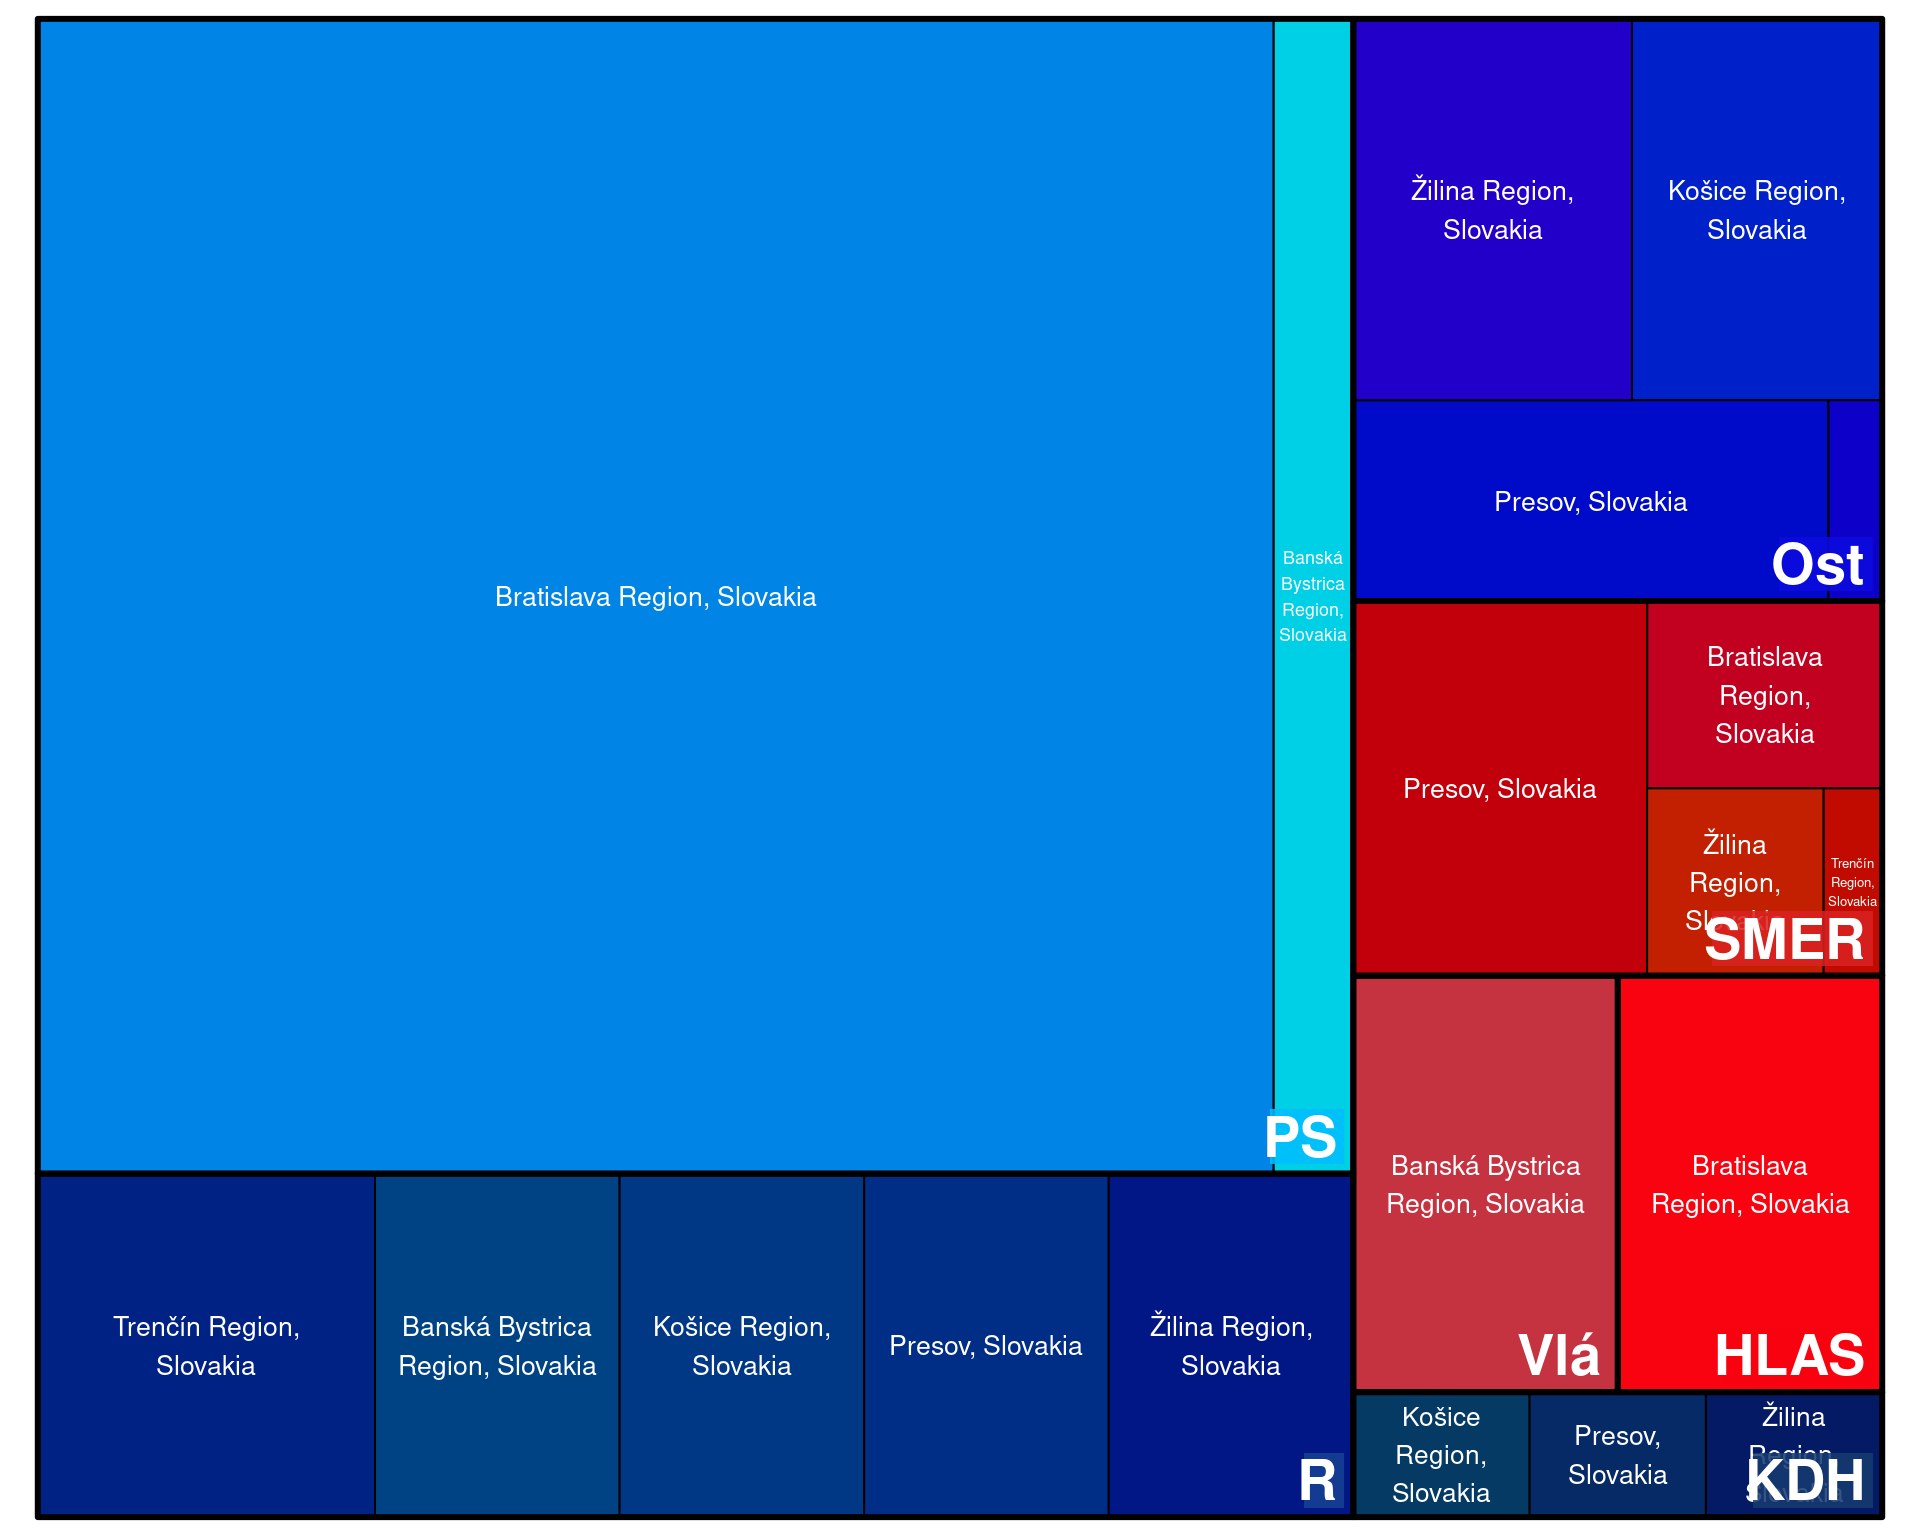 Bratislava Region, Slovakia
Banská
Bystrica
Region,
Slovakia
PS
Trenčín Region,
Slovakia
Banská Bystrica
Region, Slovakia
Košice Region,
Slovakia
Presov, Slovakia
Žilina Region,
Slovakia
R
Žilina Region,
Slovakia
Košice Region,
Slovakia
Presov, Slovakia
Ost
Presov, Slovakia
Bratislava
Region,
Slovakia
Žilina
Region,
Trenčín
Region,
Slovakia
SMER
Banská Bystrica
Region, Slovakia
Vlá
Bratislava
Region, Slovakia
HLAS
Košice
Region,
Slovakia
Presov,
Slovakia
Žilina
Region,
KDH